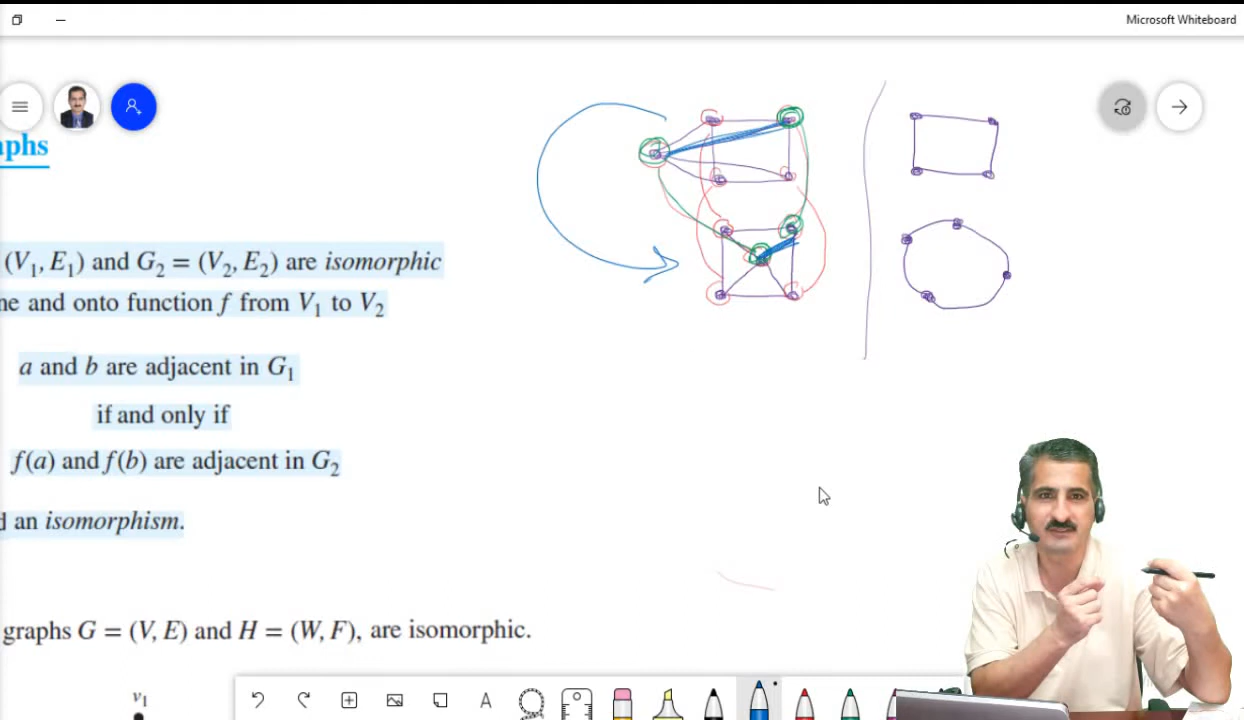 Microsoft Whiteboard
phs
(V₁, E₁) and G₂ = (V₂, E₂) are isomorphic
ne and onto function f from V₁ to V₂
a and b are adjacent in G₁
if and only if
f(a) and f(b) are adjacent in G₂
d an isomorphism.
graphs G = (V, E) and H = (W, F), are isomorphic.
v₁